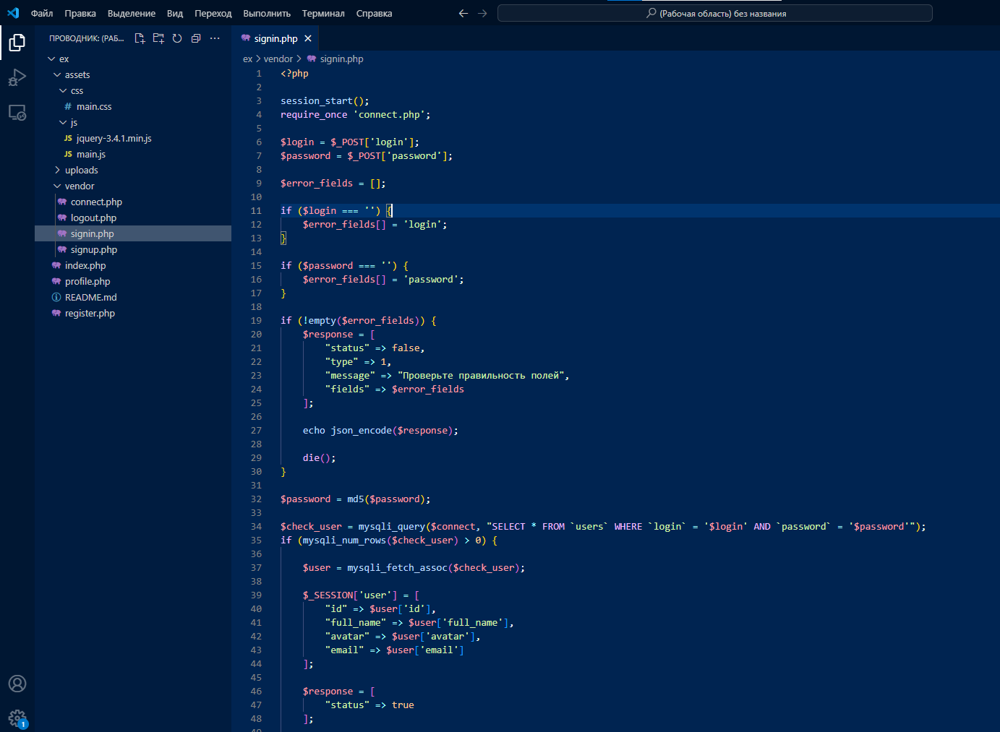 Файл Правка Выделение Вид Переход Выполнить Терминал Справка
(Рабочая область) без названия
ПРОВОДНИК: (РАБ...
ex
assets
css
# main.css
js
JS jquery-3.4.1.min.js
JS main.js
uploads
vendor
connect.php
logout.php
signin.php
signup.php
index.php
profile.php
README.md
register.php
1
signin.php
ex > vendor > signin.php
1 <?php
2
3 session_start();
4 require_once 'connect.php';
5
6 $login = $_POST['login'];
7 $password = $_POST['password'];
8
9 $error_fields = [];
10
11 if ($login === '') {
12 $error_fields[] = 'login';
13 }
14
15 if ($password === '') {
16 $error_fields[] = 'password';
17 }
18
19 if (!empty($error_fields)) {
20 $response = [
21 "status" => false,
22 "type" => 1,
23 "message" => "Проверьте правильность полей",
24 "fields" => $error_fields
25 ];
26
27 echo json_encode($response);
28
29 die();
30 }
31
32 $password = md5($password);
33
34 $check_user = mysqli_query($connect, "SELECT * FROM `users` WHERE `login` = '$login' AND `password` = '$password'");
35 if (mysqli_num_rows($check_user) > 0) {
36
37 $user = mysqli_fetch_assoc($check_user);
38
39 $_SESSION['user'] = [
40 "id" => $user['id'],
41 "full_name" => $user['full_name'],
42 "avatar" => $user['avatar'],
43 "email" => $user['email']
44 ];
45
46 $response = [
47 "status" => true
48 ];
49